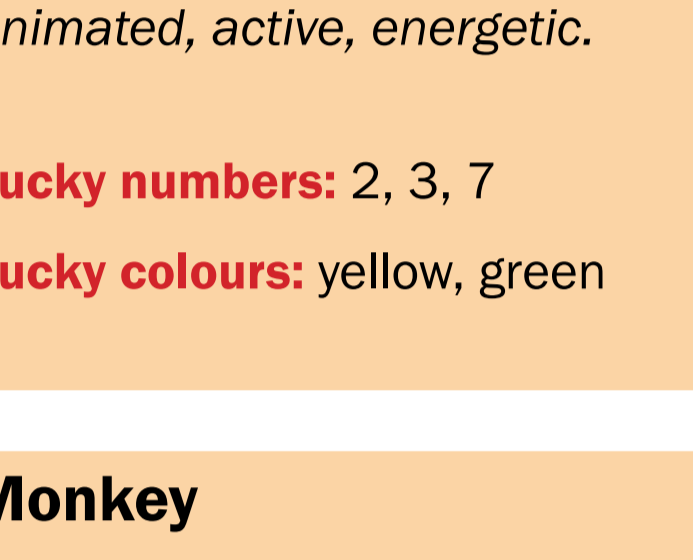 nimated, active, energetic.
ucky numbers: 2, 3, 7
ucky colours: yellow, green
Monkey